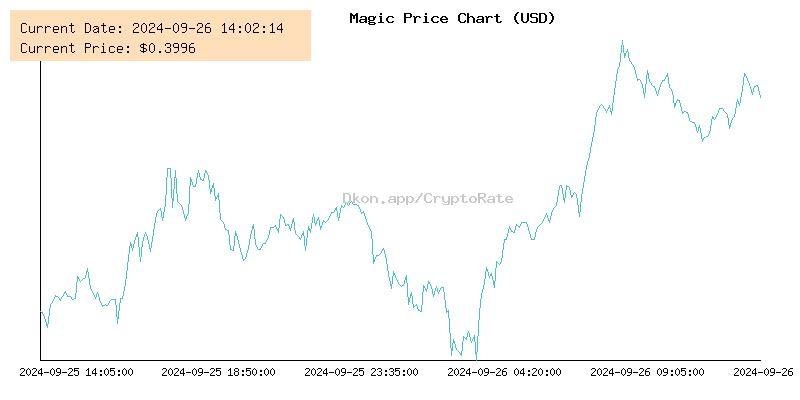 Magic Price Chart (USD)
Current Date: 2024-09-26 14:02:14
Current Price: $0.3996
Dkon.app/CryptoRate
2024-09-25 14:05:00 2024-09-25 18:50:00 2024-09-25 23:35:00 2024-09-26 04:20:00 2024-09-26 09:05:00 2024-09-26